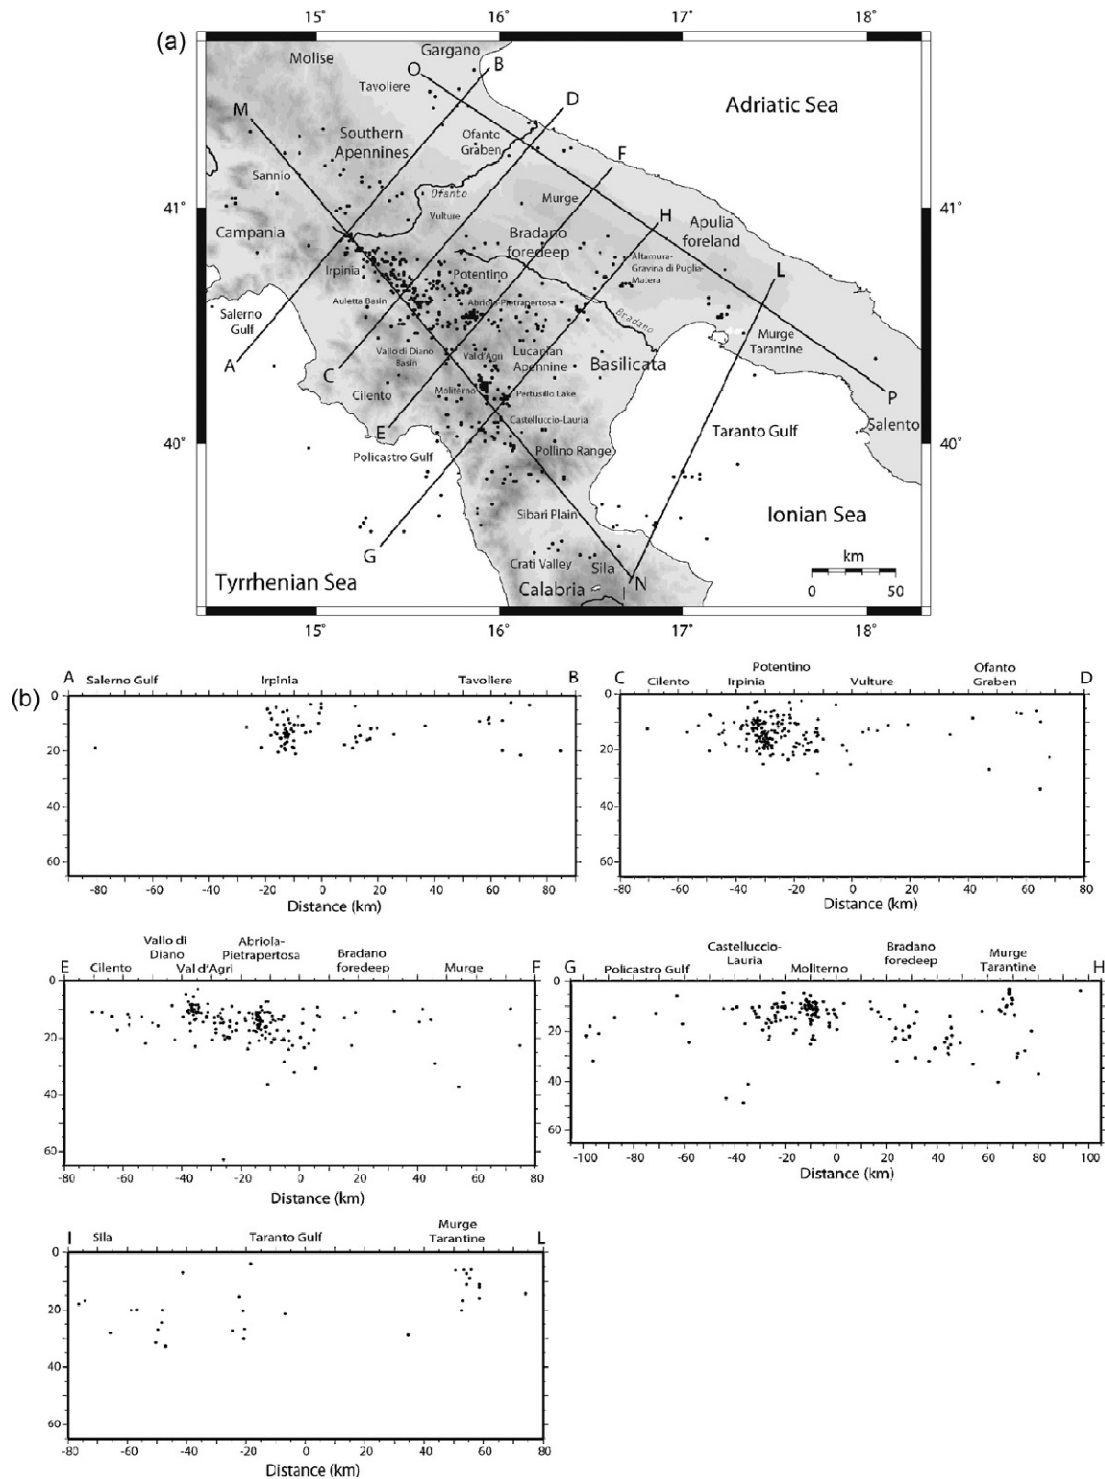 15° 16° 17° 18°
(a)
Gargano
Molise
B
O
Tavoliere
Adriatic Sea
D
M
Southern
Apennines
Ofanto
Graben
F
Sannio
Ofanto
Murge
41° 41°
Vulture
H
Campania
Bradano
foredeep
Apulia
foreland
Altamura-
Gravina di Puglia-
Matera
Irpinia
Potentino
L
Auletta Basin
Abriola-Pietrapertosa
Salerno
Gulf
Bradano
Murge
Tarantine
Vallo di Diano
Basin
Val d'Agri
Lucanian
Apennine
Basilicata
A
C
Cilento
Moliterno
Pertusillo Lake
P
Castelluccio-Lauria
Salento
E
Taranto Gulf
40° 40°
Policastro Gulf
Pollino Range
Sibari Plain
Ionian Sea
G
Crati Valley
Sila
km
Tyrrhenian Sea
Calabria
N
I
0 50
15° 16° 17° 18°
(b)
A Salerno Gulf Irpinia Tavoliere B
0
20
40
60
-80 -60 -40 -20 0 20 40 60 80
Distance (km)
Potentino
C Cilento Irpinia Vulture Ofanto
Graben D
0
20
40
60
-80 -60 -40 -20 0 20 40 60 80
Distance (km)
Vallo di
Diano
Abriola-
Pietrapertosa
Bradano
foredeep
E Cilento Val d'Agri Murge F
0
20
40
60
-80 -60 -40 -20 0 20 40 60 80
Distance (km)
Castelluccio-
Lauria
Bradano
foredeep
Murge
Tarantine
G Policastro Gulf Moliterno H
0
20
40
60
-100 -80 -60 -40 -20 0 20 40 60 80 100
Distance (km)
Murge
Tarantine
I Sila Taranto Gulf L
0
20
40
60
-80 -60 -40 -20 0 20 40 60 80
Distance (km)